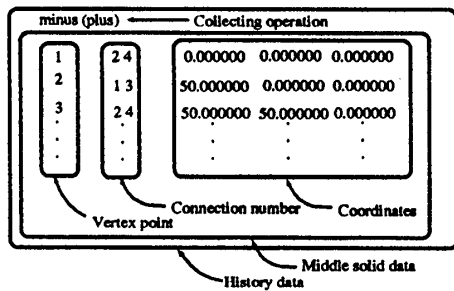 minus (plus) Collecting operation
1 2 4 0.000000 0.000000 0.000000
2 1 3 50.000000 0.000000 0.000000
3 2 4 50.000000 50.000000 0.000000
. . . . .
. . . . .
. . . . .
Connection number Coordinates
Vertex point
Middle solid data
History data